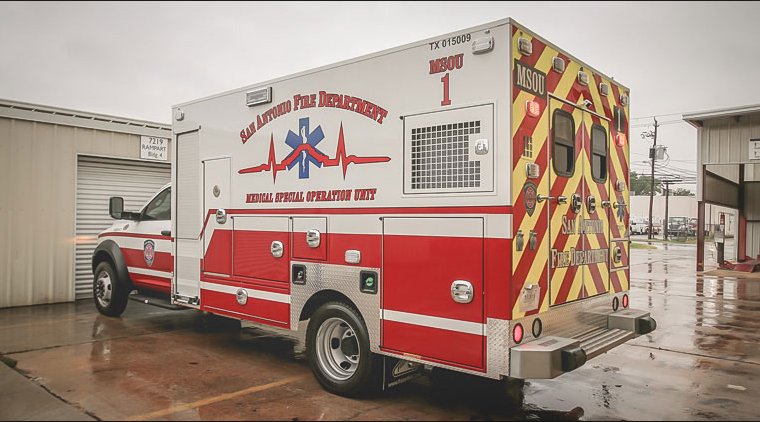 TX 015009
MSOU
1
SAN ANTONIO FIRE DEPARTMENT
MEDICAL SPECIAL OPERATION UNIT
MSOU
SAN ANTONIO
FIRE DEPARTMENT
7219
RAMPART
Bldg 4